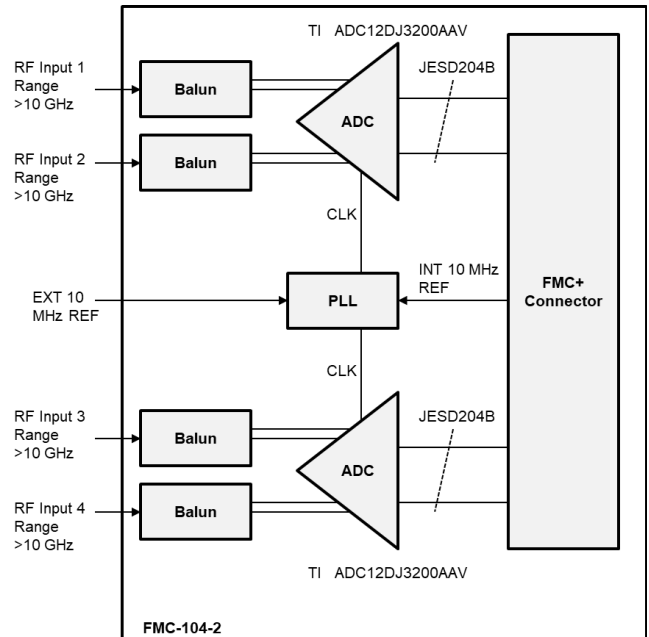 TI ADC12DJ3200AAV
RF Input 1
Range
>10 GHz
Balun
JESD204B
ADC
RF Input 2
Range
>10 GHz
Balun
CLK
EXT 10
MHz REF
PLL
INT 10 MHz
REF
FMC+
Connector
CLK
RF Input 3
Range
>10 GHz
Balun
JESD204B
ADC
RF Input 4
Range
>10 GHz
Balun
TI ADC12DJ3200AAV
FMC-104-2